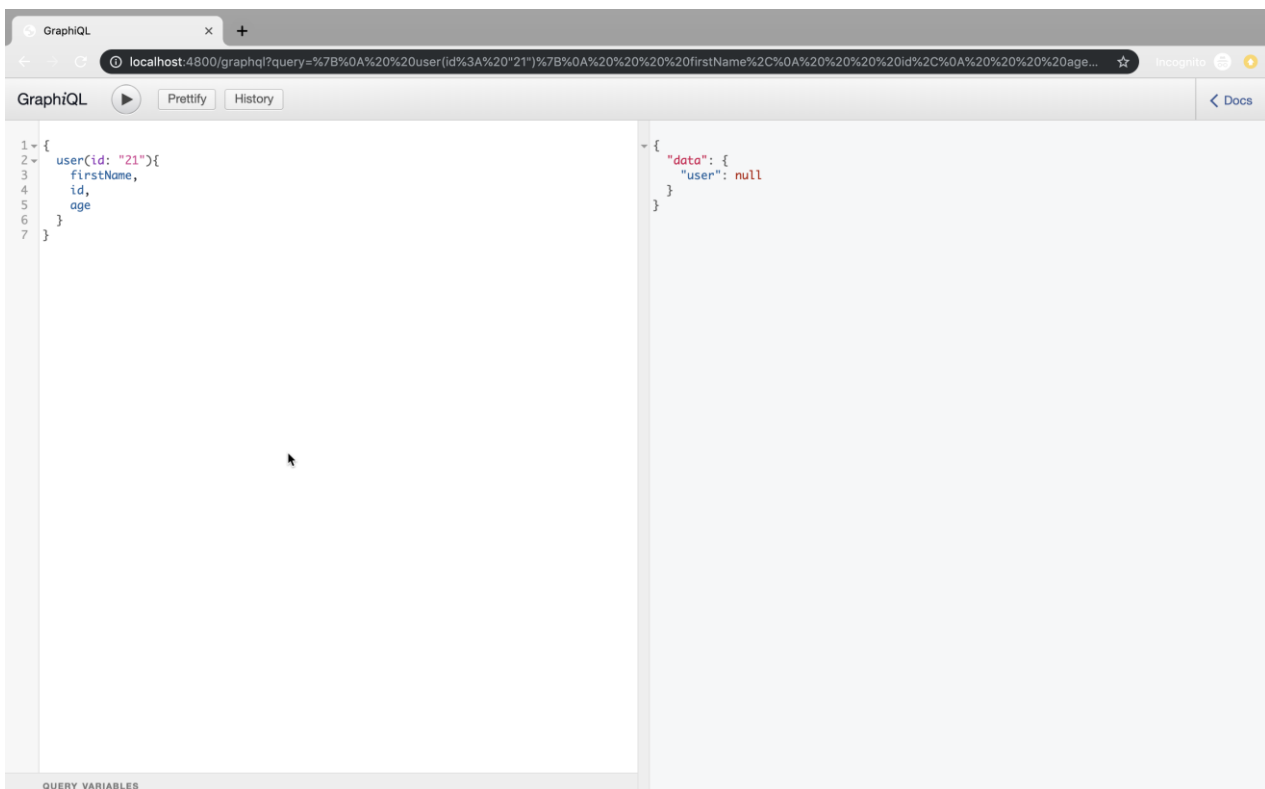 GraphiQL
localhost:4800/graphql?query=%7B%0A%20%20user(id%3A%20"21")%7B%0A%20%20%20%20firstName%2C%0A%20%20%20%20id%2C%0A%20%20%20%20age...
Incognito
GraphiQL Prettify History Docs
1 {
2 user(id: "21"){
3 firstName,
4 id,
5 age
6 }
7 }
{
"data": {
"user": null
}
}
QUERY VARIABLES